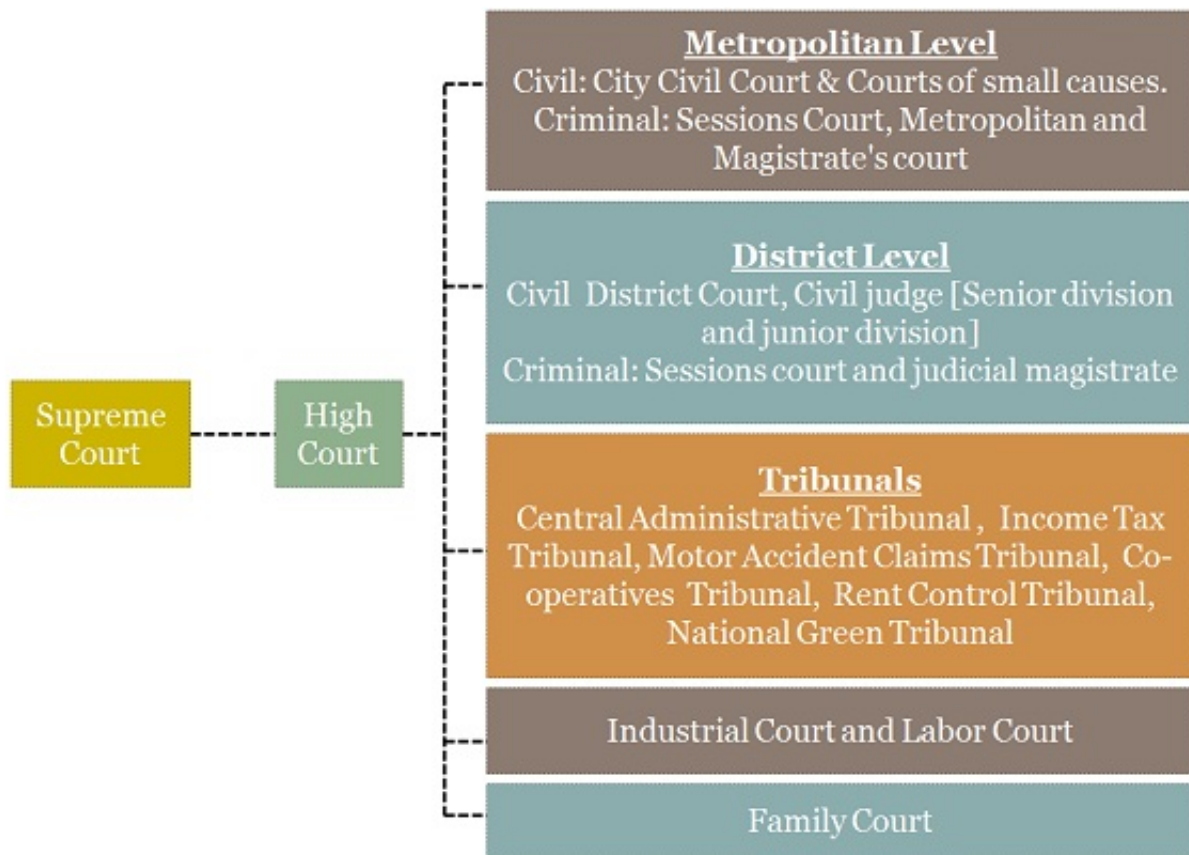 Metropolitan Level
Civil: City Civil Court & Courts of small causes.
Criminal: Sessions Court, Metropolitan and
Magistrate's court
District Level
Civil District Court, Civil judge [Senior division
and junior division]
Criminal: Sessions court and judicial magistrate
Supreme
Court
High
Court
Tribunals
Central Administrative Tribunal , Income Tax
Tribunal, Motor Accident Claims Tribunal, Co-
operatives Tribunal, Rent Control Tribunal,
National Green Tribunal
Industrial Court and Labor Court
Family Court